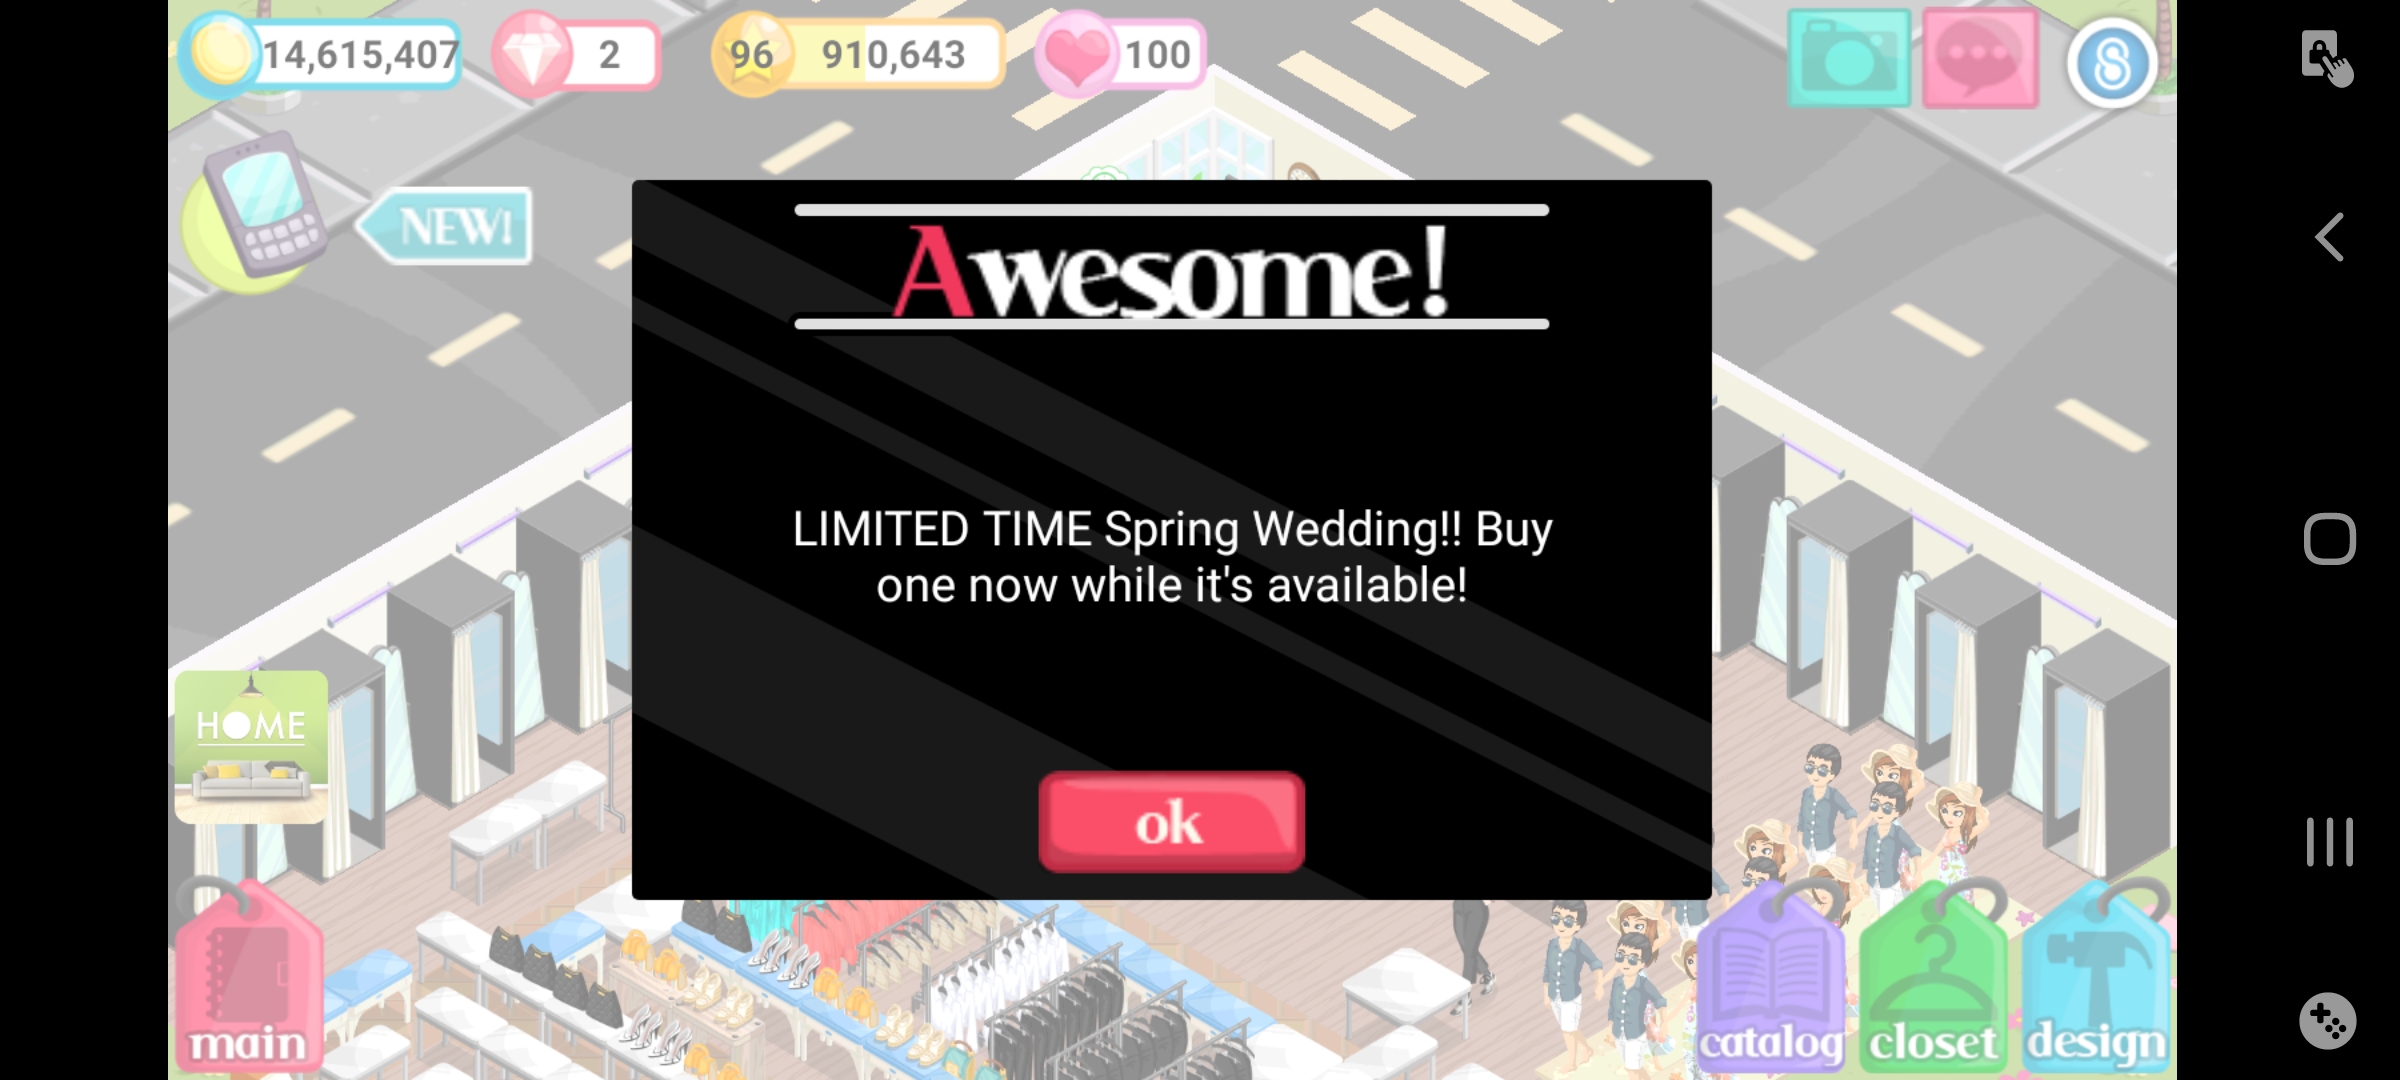 14,615,407 2 96 910,643 100
NEW!
Awesome!
LIMITED TIME Spring Wedding!! Buy
one now while it's available!
HOME
ok
main catalog closet design